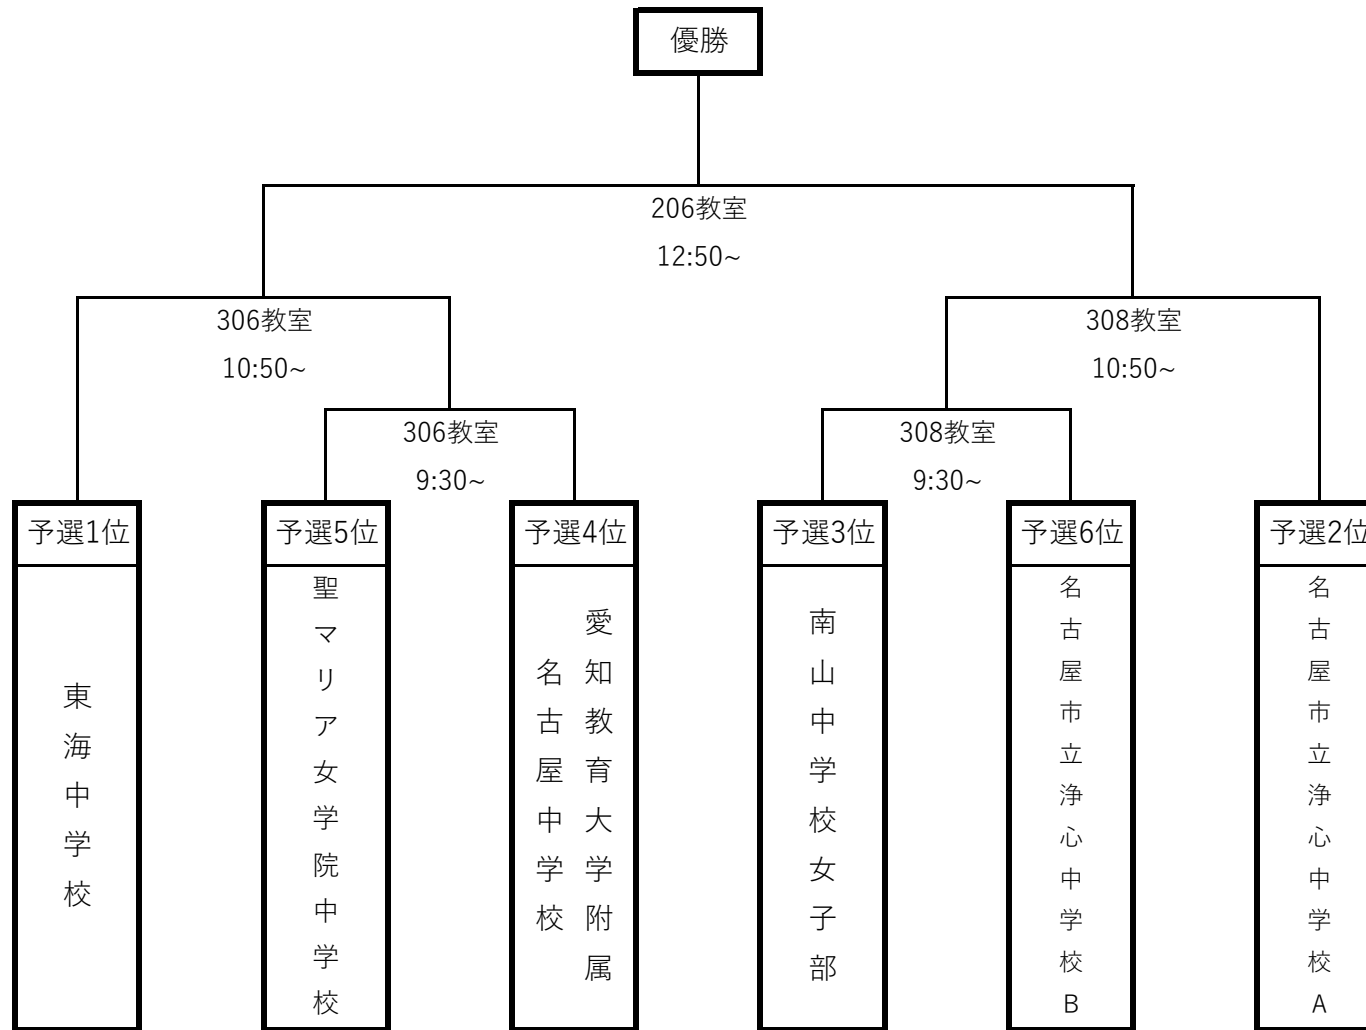 優勝
206教室
12:50~
306教室
10:50~
308教室
10:50~
306教室
9:30~
308教室
9:30~
予選1位
東海中学校
予選5位
聖マリア女学院中学校
予選4位
愛知教育大学附属
名古屋中学校
予選3位
南山中学校女子部
予選6位
名古屋市立浄心中学校B
予選2位
名古屋市立浄心中学校A